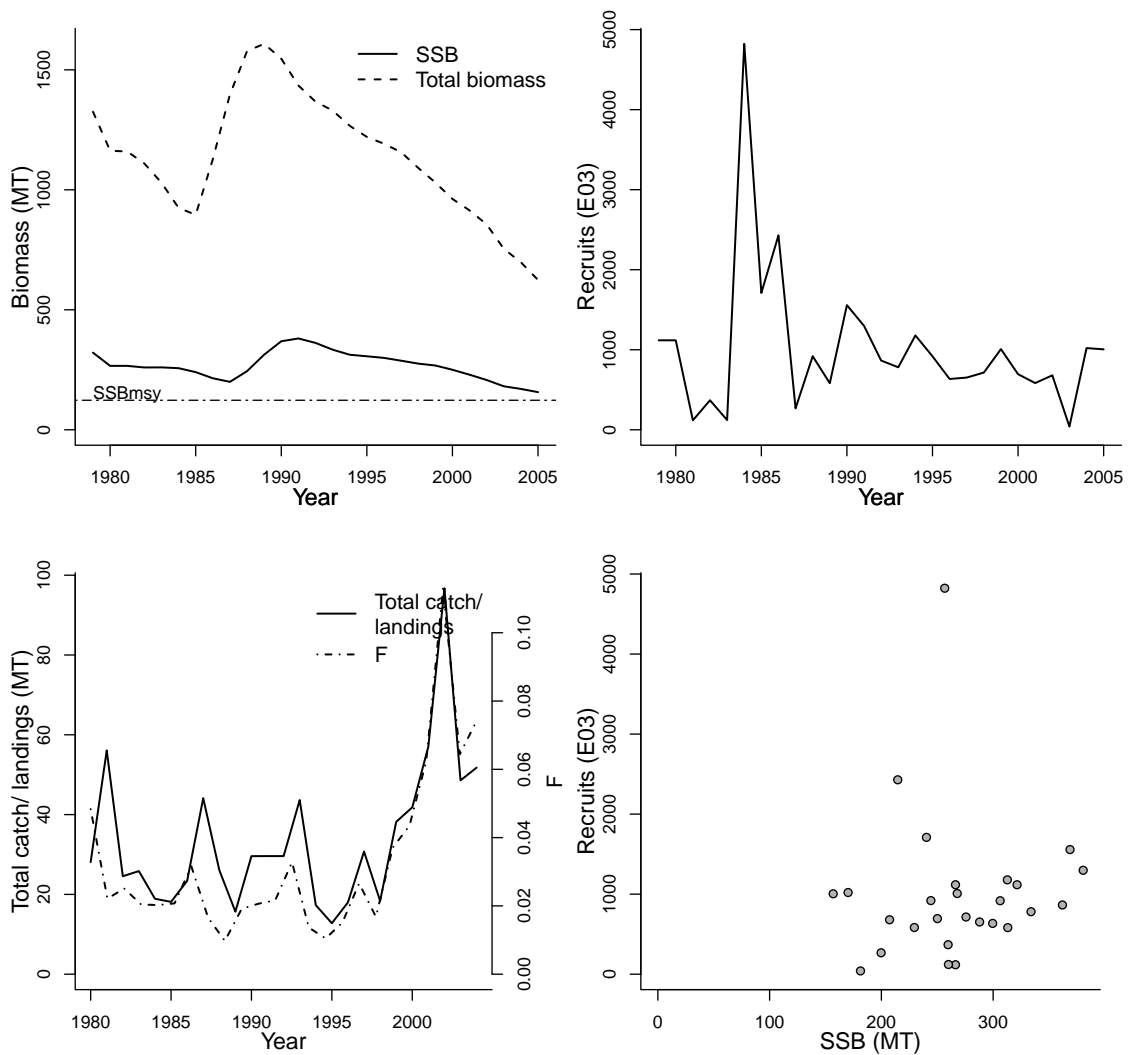 Biomass (MT)
0
500
1000
1500
SSB
Total biomass
SSBmsy
1980 1985 1990 1995 2000 2005
Year
Recruits (E03)
0
1000
2000
3000
4000
5000
1980 1985 1990 1995 2000 2005
Year
Total catch/ landings (MT)
0
20
40
60
80
100
Total catch/
landings
F
0.00
0.02
0.04
0.06
0.08
0.10
F
1980 1985 1990 1995 2000
Year
Recruits (E03)
0
1000
2000
3000
4000
5000
0 100 200 300
SSB (MT)